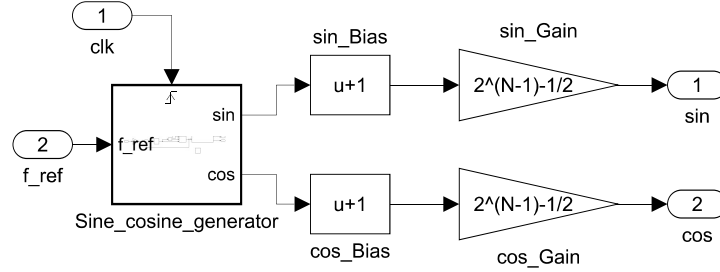 1
clk
sin_Bias
sin_Gain
u+1
2^(N-1)-1/2
1
sin
sin
2
f_ref
f_ref
cos
Sine_cosine_generator
u+1
cos_Bias
2^(N-1)-1/2
cos_Gain
2
cos